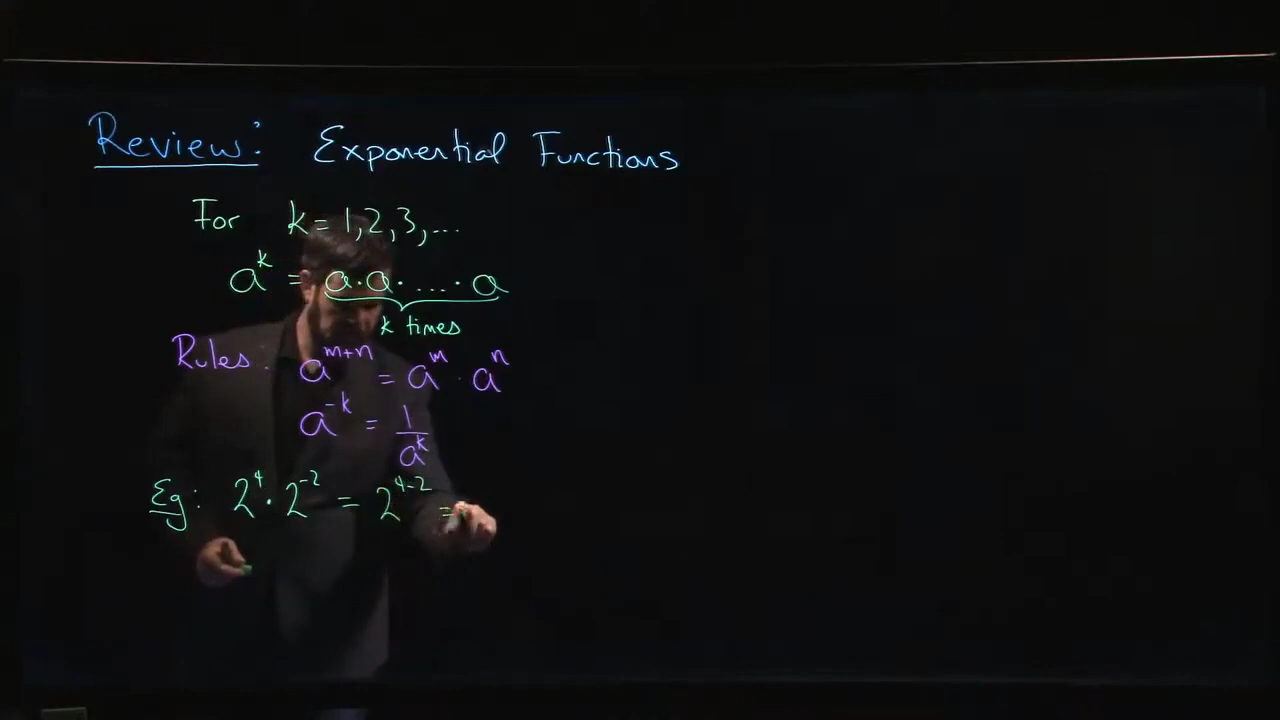 Review: Exponential Functions
For k = 1, 2, 3, ...
a^k = a · a · .... · a
k times
Rules: a^{m+n} = a^m · a^n
a^{-k} = 1/a^k
Eg: 2^4 · 2^{-2} = 2^{4-2} =